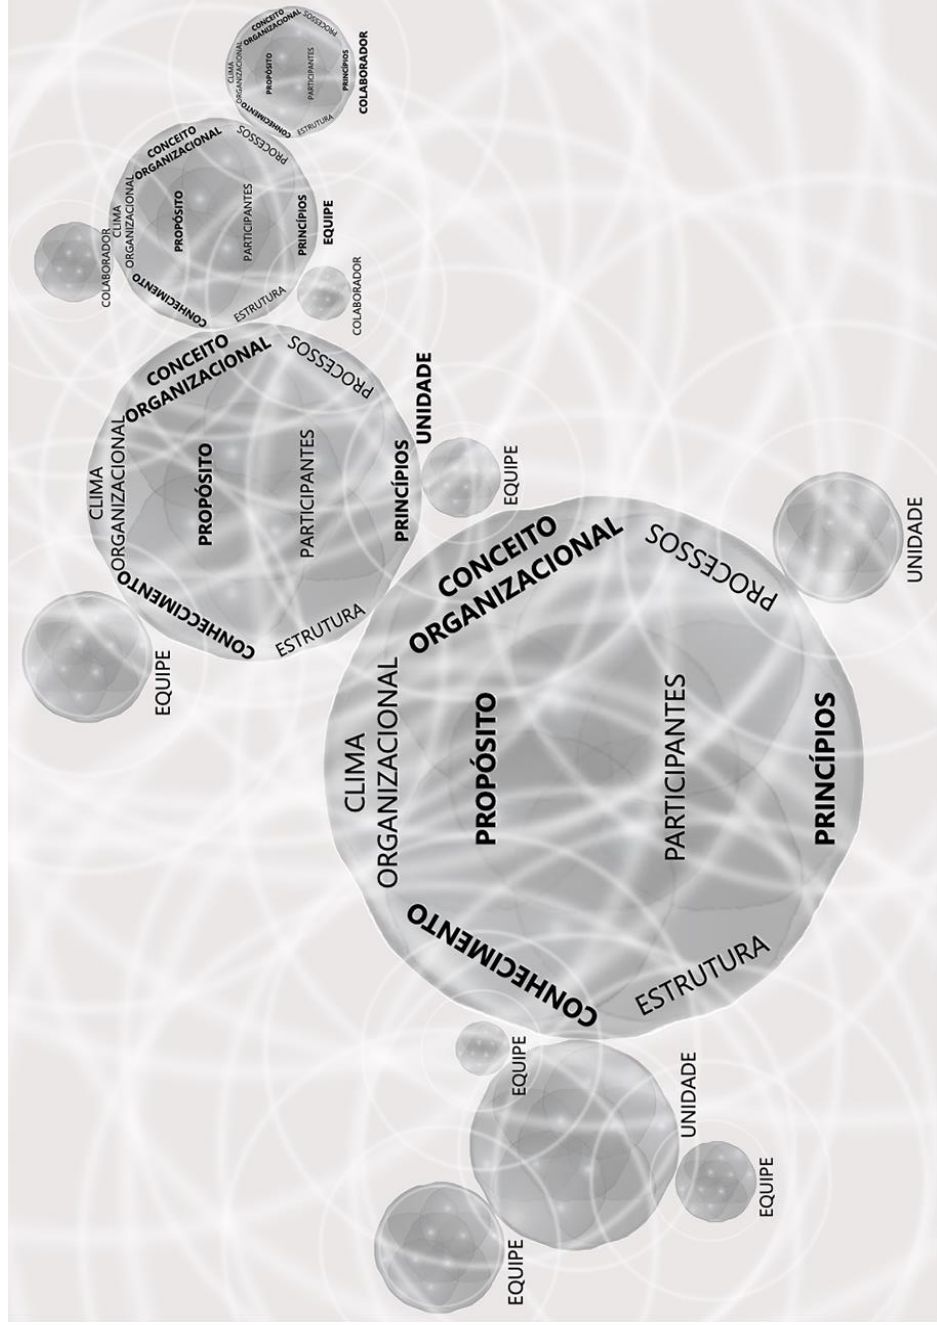 CONCEITO
ORGANIZACIONAL
PROCESSOS
CLIMA
ORGANIZACIONAL
PROPÓSITO
PARTICIPANTES
PRINCÍPIOS
CONHECIMENTO
ESTRUTURA
COLABORADOR
CONCEITO
ORGANIZACIONAL
PROCESSOS
CLIMA
ORGANIZACIONAL
PROPÓSITO
PARTICIPANTES
PRINCÍPIOS
CONHECIMENTO
ESTRUTURA
EQUIPE
COLABORADOR
COLABORADOR
CONCEITO
ORGANIZACIONAL
PROCESSOS
CLIMA
ORGANIZACIONAL
PROPÓSITO
PARTICIPANTES
PRINCÍPIOS
CONHECCIMENTO
ESTRUTURA
UNIDADE
EQUIPE
EQUIPE
CONCEITO
ORGANIZACIONAL
PROCESSOS
CLIMA
ORGANIZACIONAL
PROPÓSITO
PARTICIPANTES
PRINCÍPIOS
CONHECIMENTO
ESTRUTURA
UNIDADE
EQUIPE
UNIDADE
EQUIPE
EQUIPE